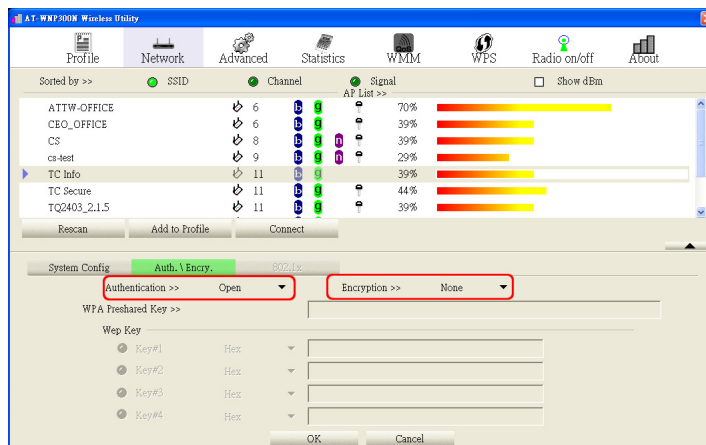 AT-WNP300N Wireless Utility
Profile Network Advanced Statistics QoS WMM WPS Radio on/off About
Sorted by >> SSID Channel Signal Show dBm
AP List >>
ATTW-OFFICE 6 b g 70%
CEO_OFFICE 6 b g 39%
CS 8 b g n 39%
cs-test 9 b g n 29%
TC Info 11 b g 39%
TC Secure 11 b g 44%
TQ2403_2.1.5 11 b g 39%
Rescan Add to Profile Connect
System Config Auth. \ Encry. 802.1x
Authentication >> Open Encryption >> None
WPA Preshared Key >>
Wep Key
Key#1 Hex
Key#2 Hex
Key#3 Hex
Key#4 Hex
OK Cancel